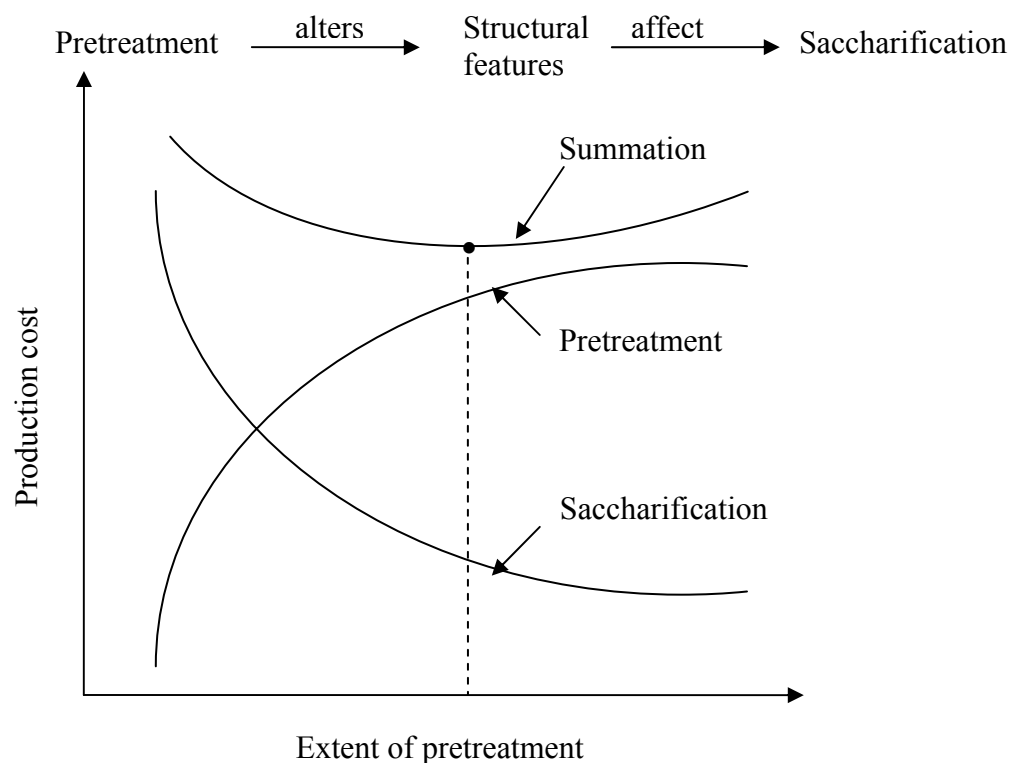 Pretreatment
alters
Structural
features
affect
Saccharification
Summation
Pretreatment
Saccharification
Production cost
Extent of pretreatment